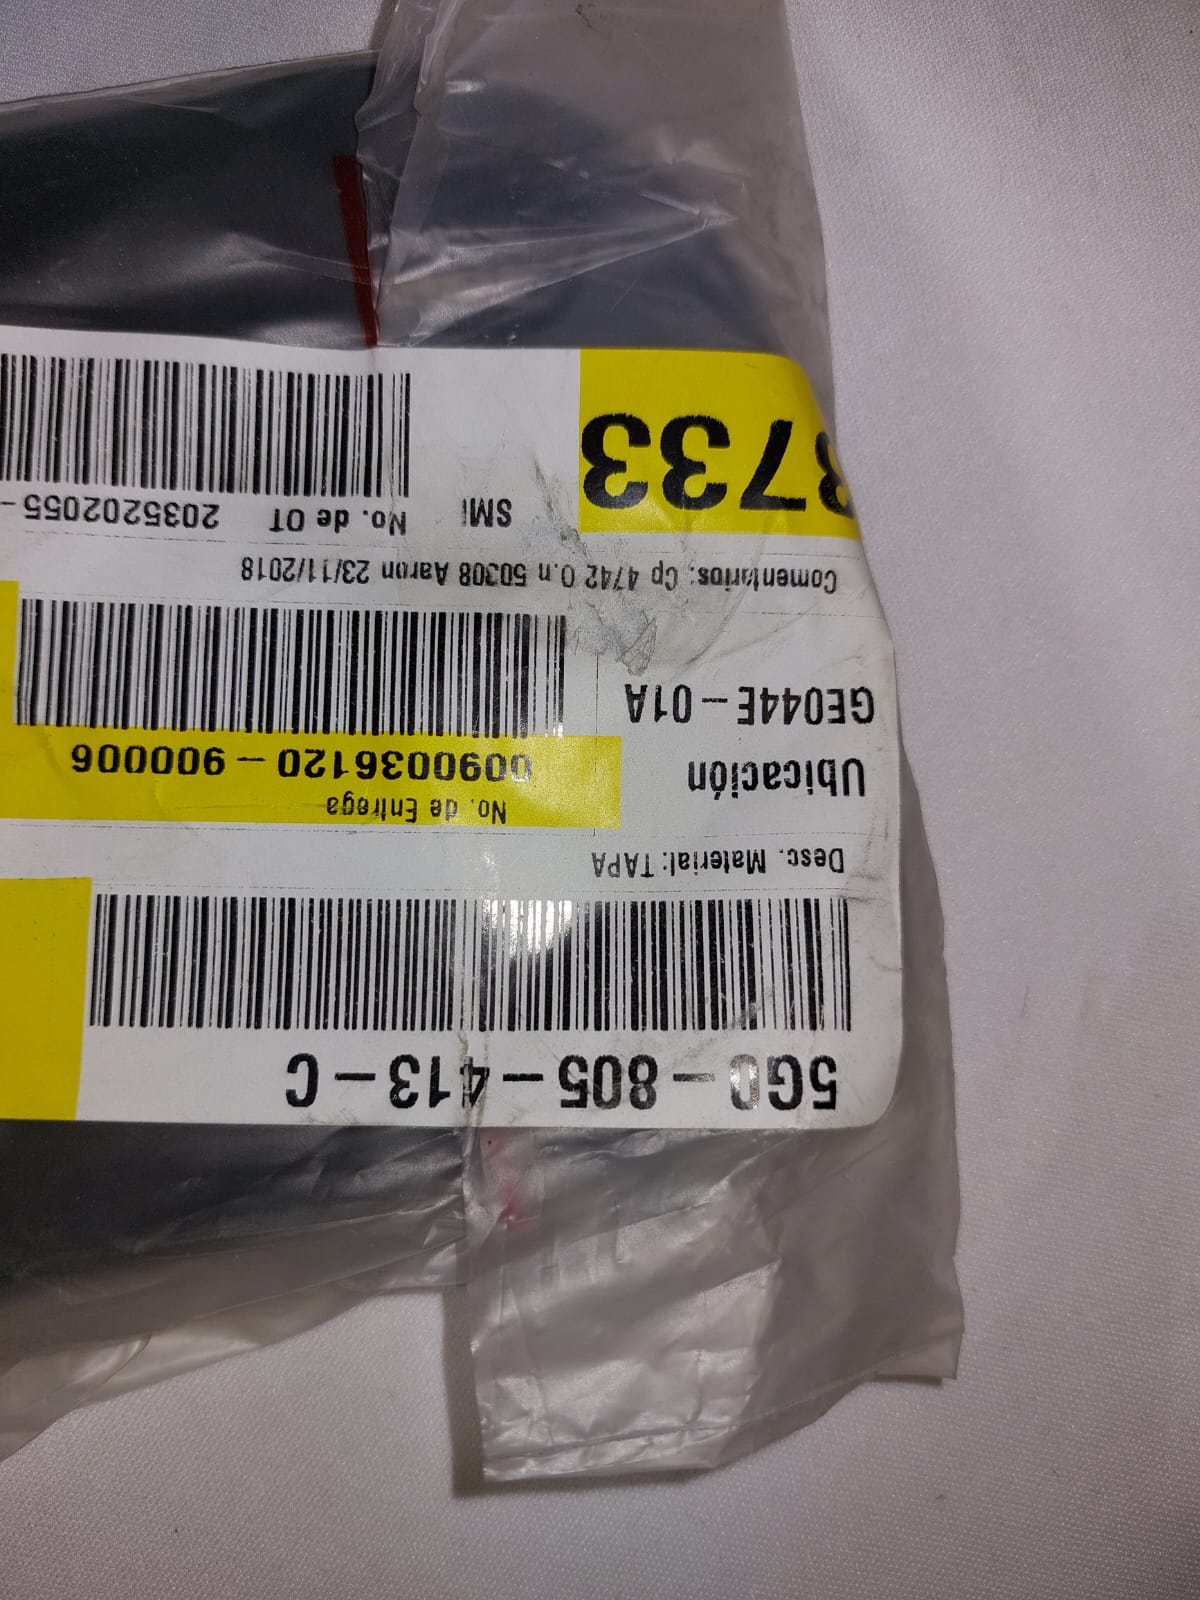 5G0-805-413-C
Desc. Material: TAPA
No. de Entrega
Ubicación
0090036120-900006
GE044E-01A
Comentarios: Cp 4742 O.n 50308 Aaron 23/11/2018
SMI No. de OT 2035202055-
3733